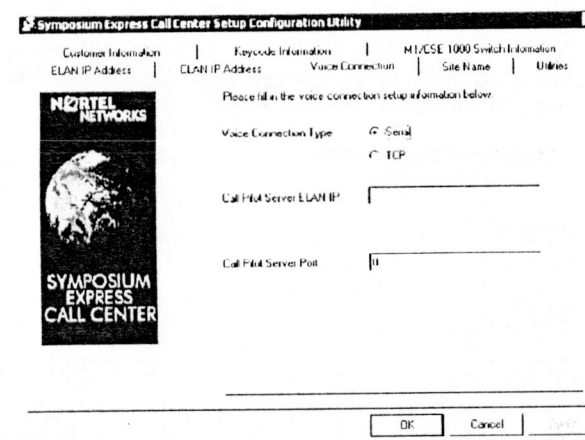 Symposium Express Call Center Setup Configuration Utility
Customer Information | Keycode Information | M1/CSE 1000 Switch Information
ELAN IP Address | CLAN IP Address Voice Connection | Site Name | Utilities
NORTEL
NETWORKS
Please fill in the voice connection setup information below.
Voice Connection Type
Serial
TCP
Call Pilot Server ELAN IP
Call Pilot Server Port
SYMPOSIUM
EXPRESS
CALL CENTER
OK
Cancel